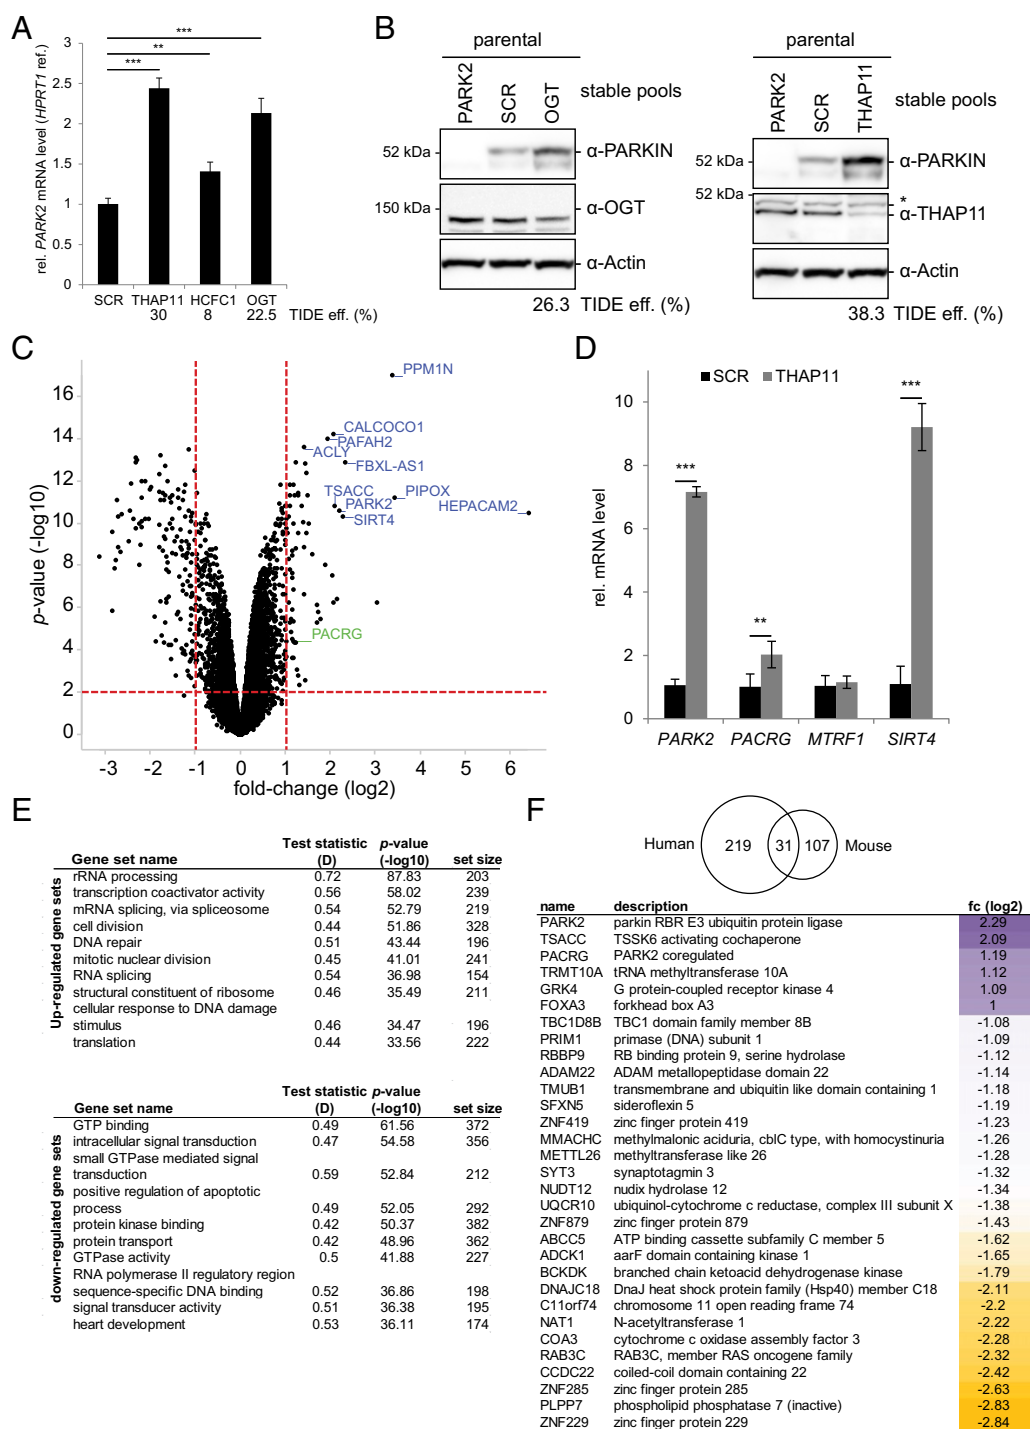 A
rel. PARK2 mRNA level (HPRT1 ref.)
3
2.5
2
1.5
1
0.5
0
***
**
***
SCR THAP11 HCFC1 OGT
30 8 22.5 TIDE eff. (%)
B
parental
PARK2
SCR
OGT
stable pools
52 kDa
α-PARKIN
150 kDa
α-OGT
α-Actin
26.3 TIDE eff. (%)
parental
PARK2
SCR
THAP11
stable pools
52 kDa
α-PARKIN
52 kDa
*
α-THAP11
α-Actin
38.3 TIDE eff. (%)
C
p-value (-log10)
16
14
12
10
8
6
4
2
0
PPM1N
CALCOCO1
PAFAH2
ACLY
FBXL-AS1
TSACC
PIPOX
PARK2
HEPACAM2
SIRT4
PACRG
-3 -2 -1 0 1 2 3 4 5 6
fold-change (log2)
D
SCR THAP11
rel. mRNA level
10
8
6
4
2
0
***
**
***
PARK2 PACRG MTRF1 SIRT4
E
Up-regulated gene sets
Test statistic p-value
Gene set name (D) (-log10) set size
rRNA processing 0.72 87.83 203
transcription coactivator activity 0.56 58.02 239
mRNA splicing, via spliceosome 0.54 52.79 219
cell division 0.44 51.86 328
DNA repair 0.51 43.44 196
mitotic nuclear division 0.45 41.01 241
RNA splicing 0.54 36.98 154
structural constituent of ribosome 0.46 35.49 211
cellular response to DNA damage
stimulus 0.46 34.47 196
translation 0.44 33.56 222
down-regulated gene sets
Test statistic p-value
Gene set name (D) (-log10) set size
GTP binding 0.49 61.56 372
intracellular signal transduction 0.47 54.58 356
small GTPase mediated signal
transduction 0.59 52.84 212
positive regulation of apoptotic
process 0.49 52.05 292
protein kinase binding 0.42 50.37 382
protein transport 0.42 48.96 362
GTPase activity 0.5 41.88 227
RNA polymerase II regulatory region
sequence-specific DNA binding 0.52 36.86 198
signal transducer activity 0.51 36.38 195
heart development 0.53 36.11 174
F
Human 219 31 107 Mouse
name description fc (log2)
PARK2 parkin RBR E3 ubiquitin protein ligase 2.29
TSACC TSSK6 activating cochaperone 2.09
PACRG PARK2 coregulated 1.19
TRMT10A tRNA methyltransferase 10A 1.12
GRK4 G protein-coupled receptor kinase 4 1.09
FOXA3 forkhead box A3 1
TBC1D8B TBC1 domain family member 8B -1.08
PRIM1 primase (DNA) subunit 1 -1.09
RBBP9 RB binding protein 9, serine hydrolase -1.12
ADAM22 ADAM metallopeptidase domain 22 -1.14
TMUB1 transmembrane and ubiquitin like domain containing 1 -1.18
SFXN5 sideroflexin 5 -1.19
ZNF419 zinc finger protein 419 -1.23
MMACHC methylmalonic aciduria, cblC type, with homocystinuria -1.26
METTL26 methyltransferase like 26 -1.28
SYT3 synaptotagmin 3 -1.32
NUDT12 nudix hydrolase 12 -1.34
UQCR10 ubiquinol-cytochrome c reductase, complex III subunit X -1.38
ZNF879 zinc finger protein 879 -1.43
ABCC5 ATP binding cassette subfamily C member 5 -1.62
ADCK1 aarF domain containing kinase 1 -1.65
BCKDK branched chain ketoacid dehydrogenase kinase -1.79
DNAJC18 DnaJ heat shock protein family (Hsp40) member C18 -2.11
C11orf74 chromosome 11 open reading frame 74 -2.2
NAT1 N-acetyltransferase 1 -2.22
COA3 cytochrome c oxidase assembly factor 3 -2.28
RAB3C RAB3C, member RAS oncogene family -2.32
CCDC22 coiled-coil domain containing 22 -2.42
ZNF285 zinc finger protein 285 -2.63
PLPP7 phospholipid phosphatase 7 (inactive) -2.83
ZNF229 zinc finger protein 229 -2.84